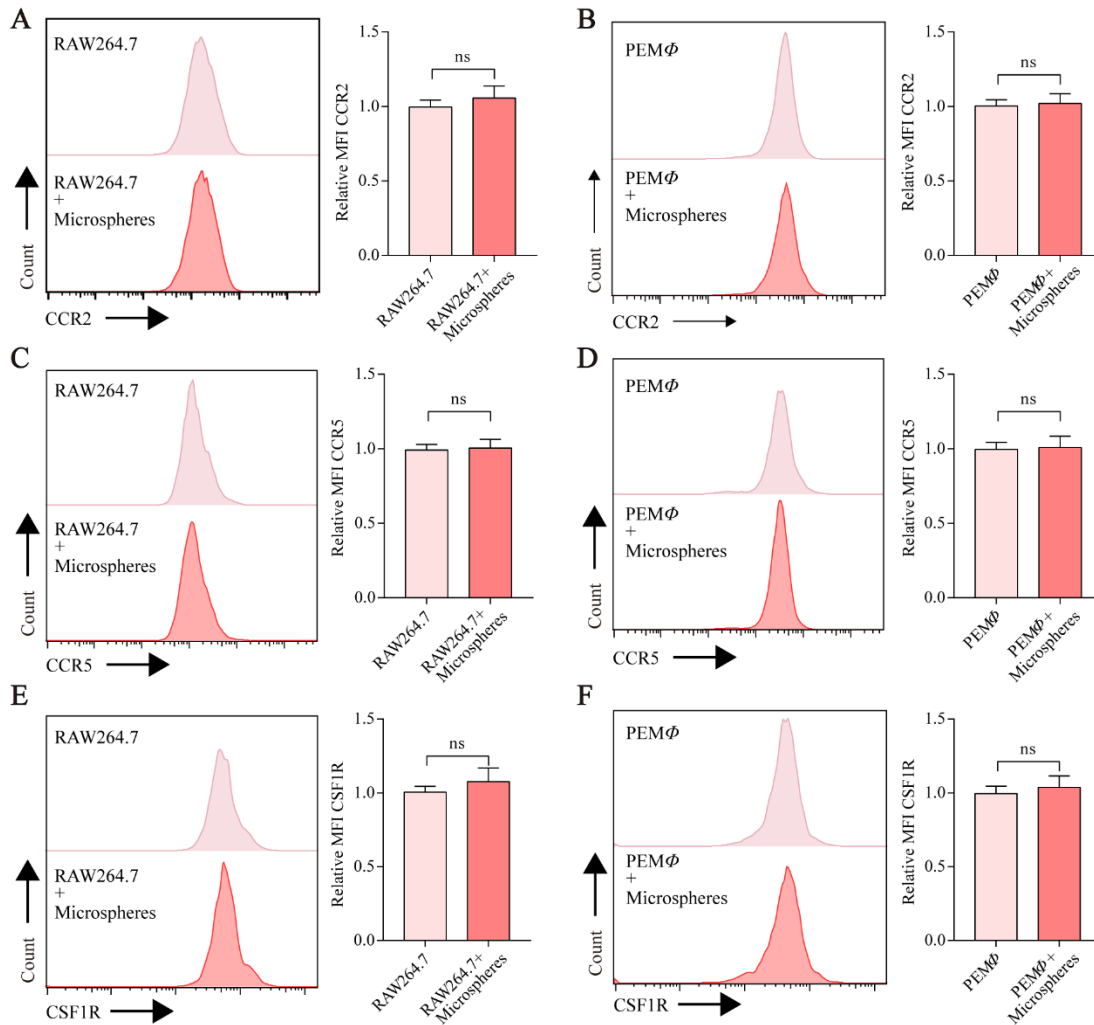 A
RAW264.7
RAW264.7
+
Microspheres
Count
CCR2
1.5
1.0
0.5
0.0
Relative MFI CCR2
ns
RAW264.7
RAW264.7+
Microspheres
B
PEMΦ
PEMΦ
+
Microspheres
Count
CCR2
1.5
1.0
0.5
0.0
Relative MFI CCR2
ns
PEMΦ
PEMΦ+
Microspheres
C
RAW264.7
RAW264.7
+
Microspheres
Count
CCR5
1.5
1.0
0.5
0.0
Relative MFI CCR5
ns
RAW264.7
RAW264.7+
Microspheres
D
PEMΦ
PEMΦ
+
Microspheres
Count
CCR5
1.5
1.0
0.5
0.0
Relative MFI CCR5
ns
PEMΦ
PEMΦ+
Microspheres
E
RAW264.7
RAW264.7
+
Microspheres
Count
CSF1R
1.5
1.0
0.5
0.0
Relative MFI CSF1R
ns
RAW264.7
RAW264.7+
Microspheres
F
PEMΦ
PEMΦ
+
Microspheres
Count
CSF1R
1.5
1.0
0.5
0.0
Relative MFI CSF1R
ns
PEMΦ
PEMΦ+
Microspheres